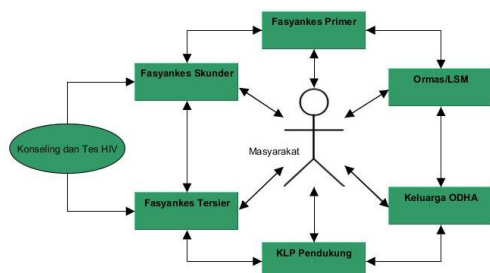 Fasyankes Primer
Fasyankes Skunder
Ormas/LSM
Konseling dan Tes HIV
Masyarakat
Fasyankes Tersier
Keluarga ODHA
KLP Pendukung